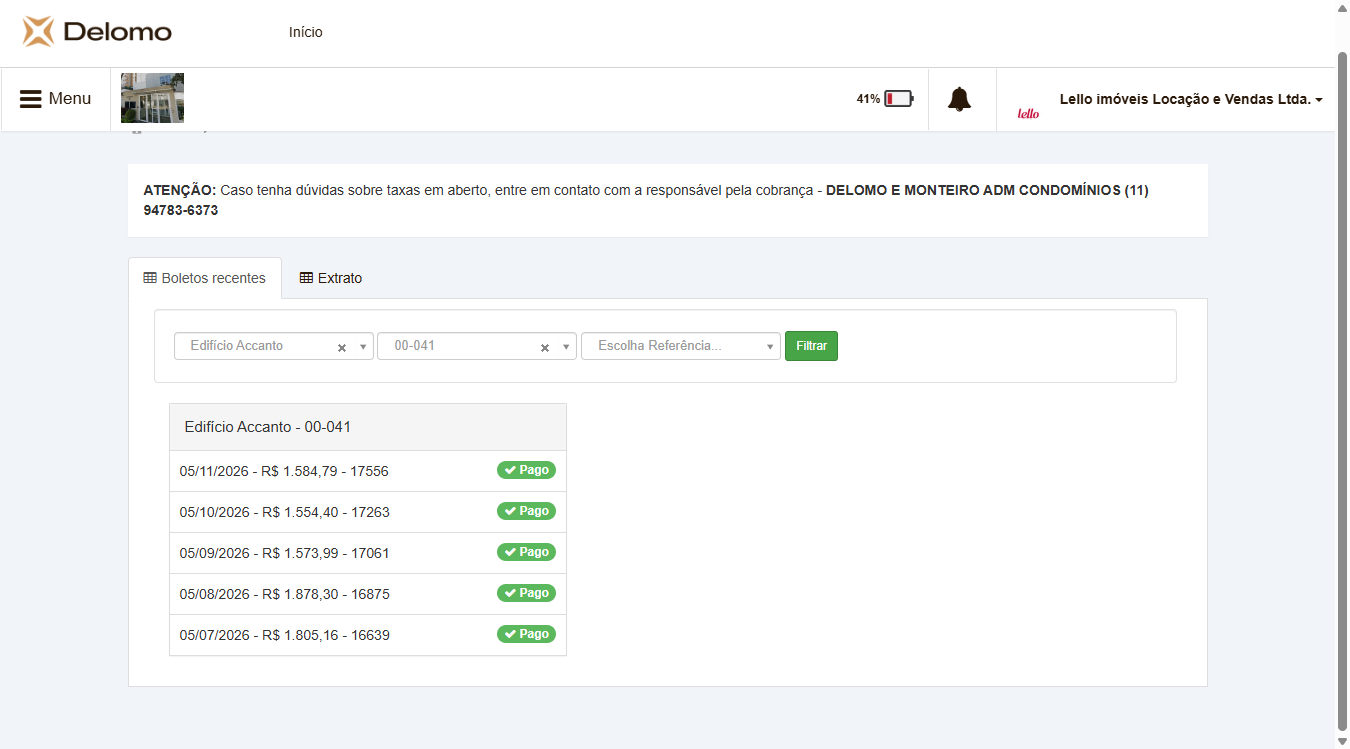 Delomo
Início
Menu
41%
lello
Lello imóveis Locação e Vendas Ltda.
ATENÇÃO: Caso tenha dúvidas sobre taxas em aberto, entre em contato com a responsável pela cobrança - DELOMO E MONTEIRO ADM CONDOMÍNIOS (11)
94783-6373
Boletos recentes
Extrato
Edifício Accanto
00-041
Escolha Referência...
Filtrar
Edifício Accanto - 00-041
05/11/2026 - R$ 1.584,79 - 17556 Pago
05/10/2026 - R$ 1.554,40 - 17263 Pago
05/09/2026 - R$ 1.573,99 - 17061 Pago
05/08/2026 - R$ 1.878,30 - 16875 Pago
05/07/2026 - R$ 1.805,16 - 16639 Pago